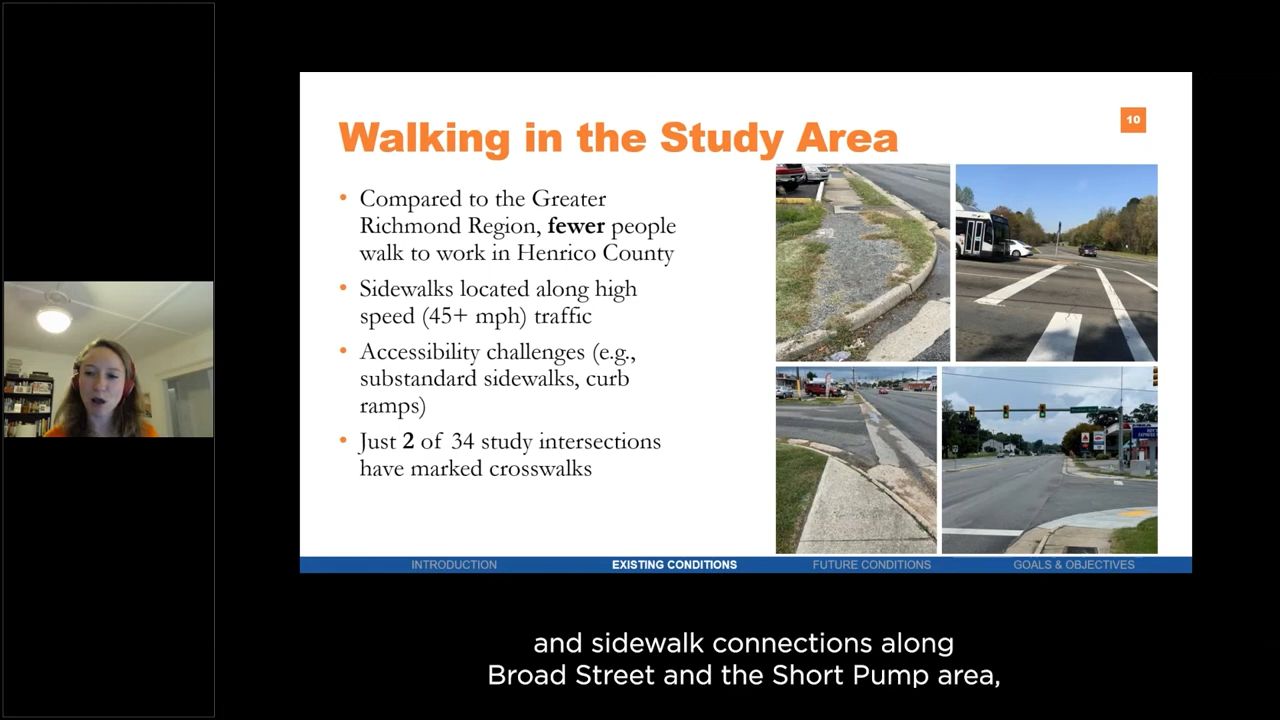 Walking in the Study Area
10
• Compared to the Greater
Richmond Region, fewer people
walk to work in Henrico County
• Sidewalks located along high
speed (45+ mph) traffic
• Accessibility challenges (e.g.,
substandard sidewalks, curb
ramps)
• Just 2 of 34 study intersections
have marked crosswalks
INTRODUCTION
EXISTING CONDITIONS
FUTURE CONDITIONS
GOALS & OBJECTIVES
and sidewalk connections along
Broad Street and the Short Pump area,